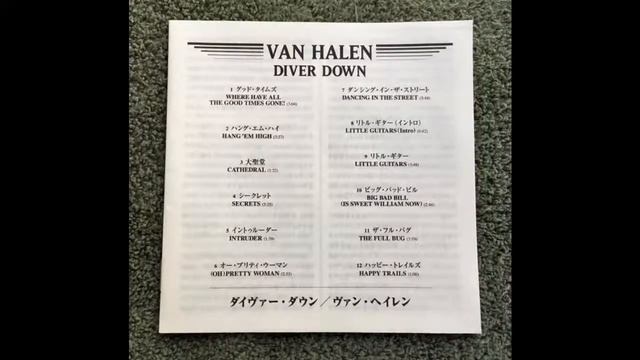 VAN HALEN
DIVER DOWN
1 グッド・タイムズ
WHERE HAVE ALL
THE GOOD TIMES GONE!
2 ハング・エム・ハイ
HANG 'EM HIGH
3 大聖堂
CATHEDRAL
4 シークレット
SECRETS
5 イントゥルーダー
INTRUDER
6 オー・プリティ・ウーマン
(OH) PRETTY WOMAN
7 ダンシング・イン・ザ・ストリート
DANCING IN THE STREET
8 リトル・ギター (イントロ)
LITTLE GUITARS (Intro)
9 リトル・ギター
LITTLE GUITARS
10 ビッグ・バッド・ビル
BIG BAD BILL
(IS SWEET WILLIAM NOW)
11 ザ・フル・バグ
THE FULL BUG
12 ハッピー・トレイルズ
HAPPY TRAILS
ダイヴァー・ダウン/ヴァン・ヘイレン